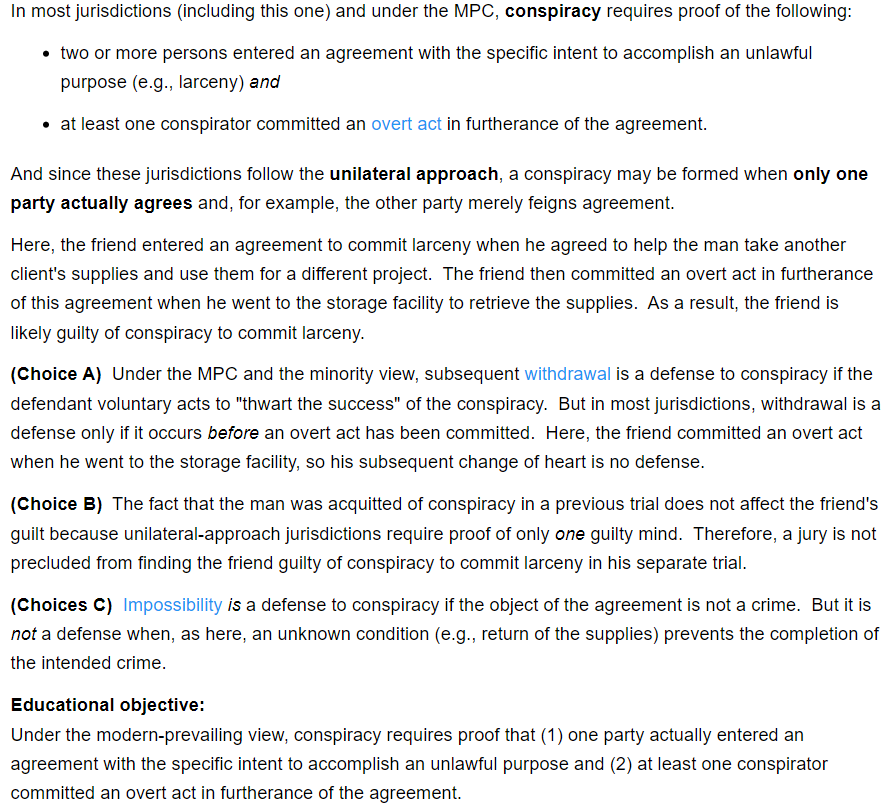 In most jurisdictions (including this one) and under the MPC, conspiracy requires proof of the following:
• two or more persons entered an agreement with the specific intent to accomplish an unlawful
purpose (e.g., larceny) and
• at least one conspirator committed an overt act in furtherance of the agreement.
And since these jurisdictions follow the unilateral approach, a conspiracy may be formed when only one
party actually agrees and, for example, the other party merely feigns agreement.
Here, the friend entered an agreement to commit larceny when he agreed to help the man take another
client's supplies and use them for a different project.  The friend then committed an overt act in furtherance
of this agreement when he went to the storage facility to retrieve the supplies.  As a result, the friend is
likely guilty of conspiracy to commit larceny.
(Choice A)  Under the MPC and the minority view, subsequent withdrawal is a defense to conspiracy if the
defendant voluntary acts to "thwart the success" of the conspiracy.  But in most jurisdictions, withdrawal is a
defense only if it occurs before an overt act has been committed.  Here, the friend committed an overt act
when he went to the storage facility, so his subsequent change of heart is no defense.
(Choice B)  The fact that the man was acquitted of conspiracy in a previous trial does not affect the friend's
guilt because unilateral-approach jurisdictions require proof of only one guilty mind.  Therefore, a jury is not
precluded from finding the friend guilty of conspiracy to commit larceny in his separate trial.
(Choices C)  Impossibility is a defense to conspiracy if the object of the agreement is not a crime.  But it is
not a defense when, as here, an unknown condition (e.g., return of the supplies) prevents the completion of
the intended crime.
Educational objective:
Under the modern-prevailing view, conspiracy requires proof that (1) one party actually entered an
agreement with the specific intent to accomplish an unlawful purpose and (2) at least one conspirator
committed an overt act in furtherance of the agreement.